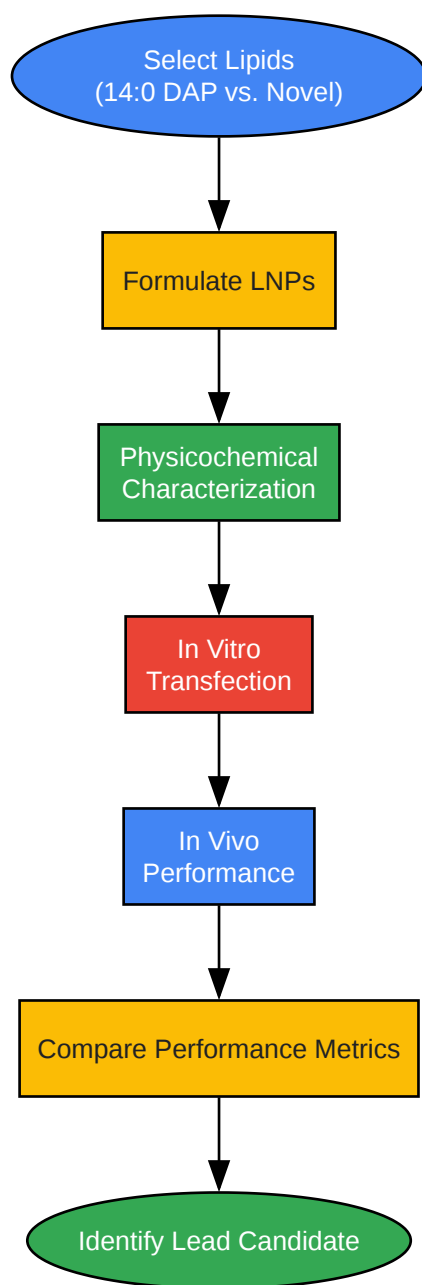 Select Lipids
(14:0 DAP vs. Novel)
Formulate LNPs
Physicochemical
Characterization
In Vitro
Transfection
In Vivo
Performance
Compare Performance Metrics
Identify Lead Candidate